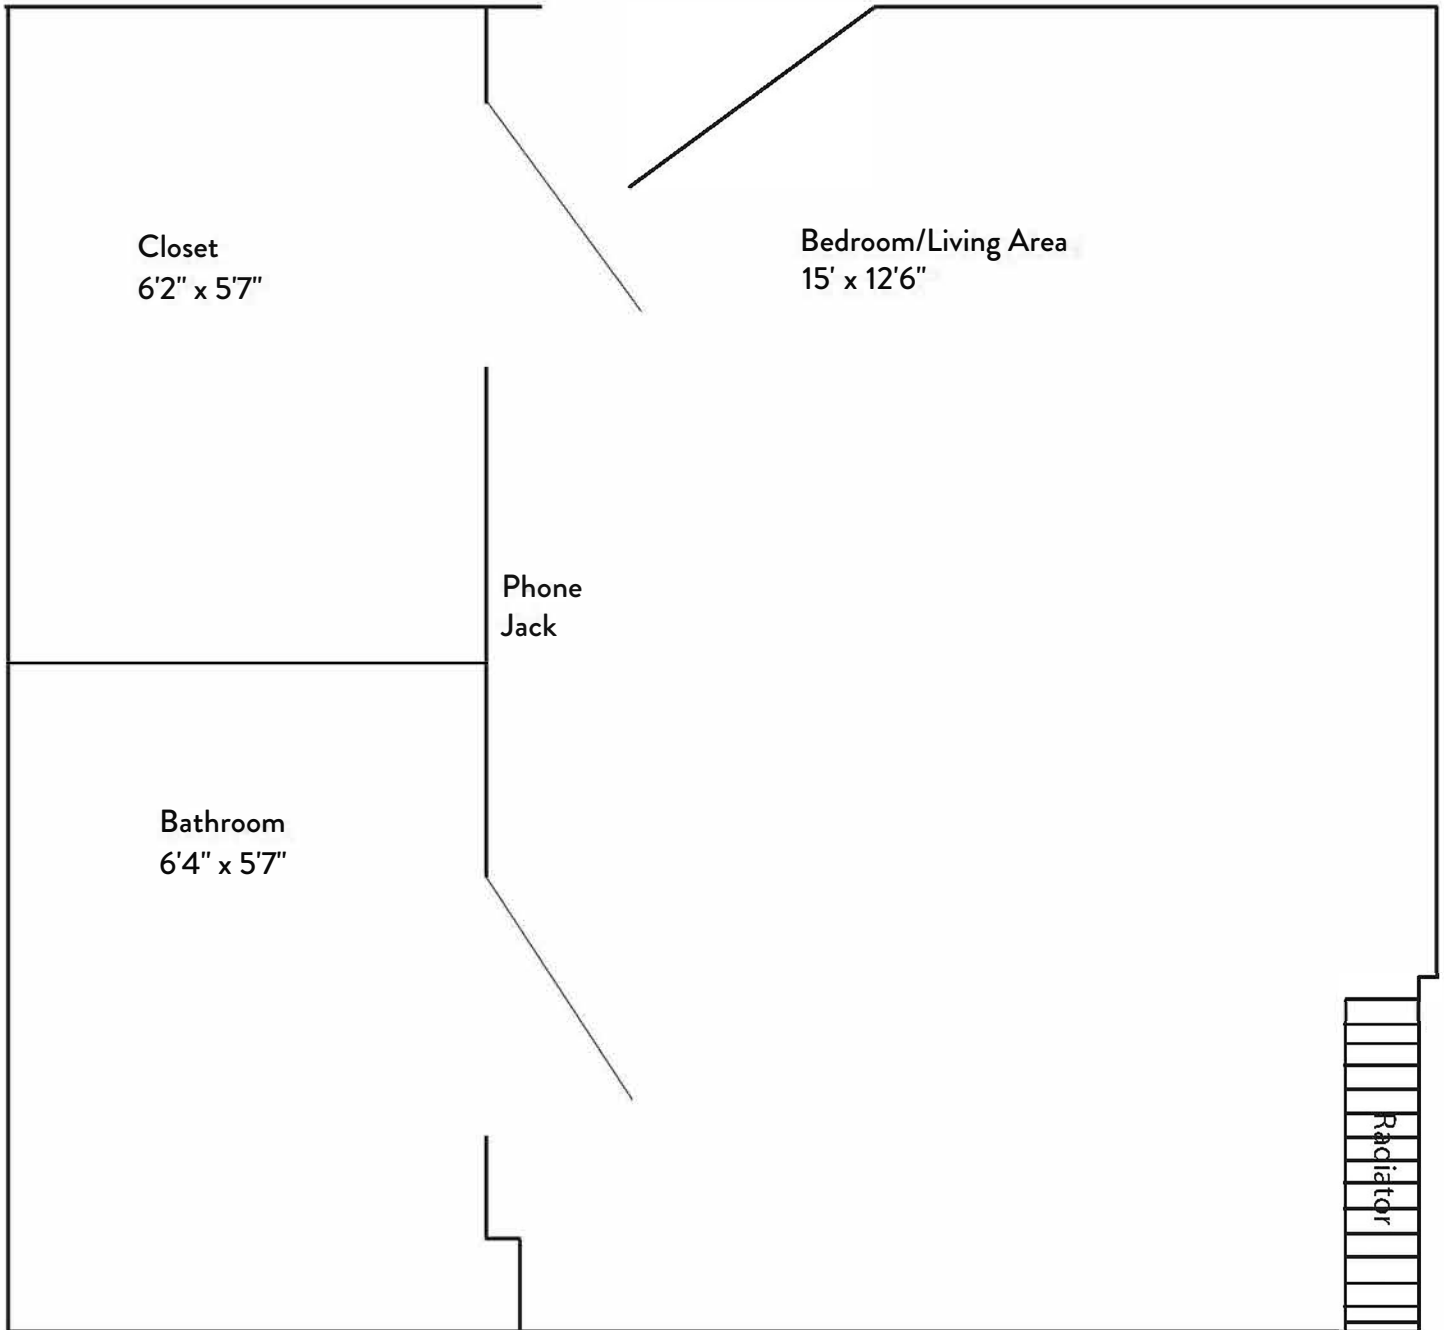 Closet
6'2" x 5'7"
Bedroom/Living Area
15' x 12'6"
Phone
Jack
Bathroom
6'4" x 5'7"
Radiator